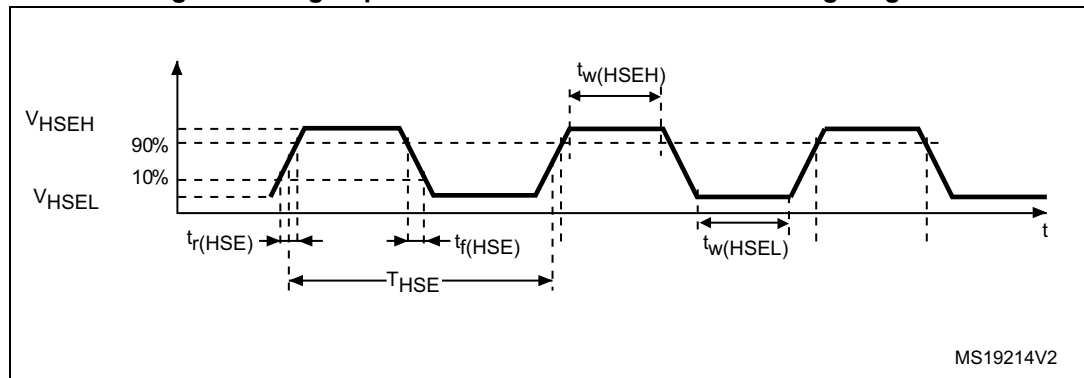 tw(HSEH)
VHSEH
90%
10%
VHSEL
tr(HSE)
tf(HSE)
tw(HSEL)
t
THSE
MS19214V2